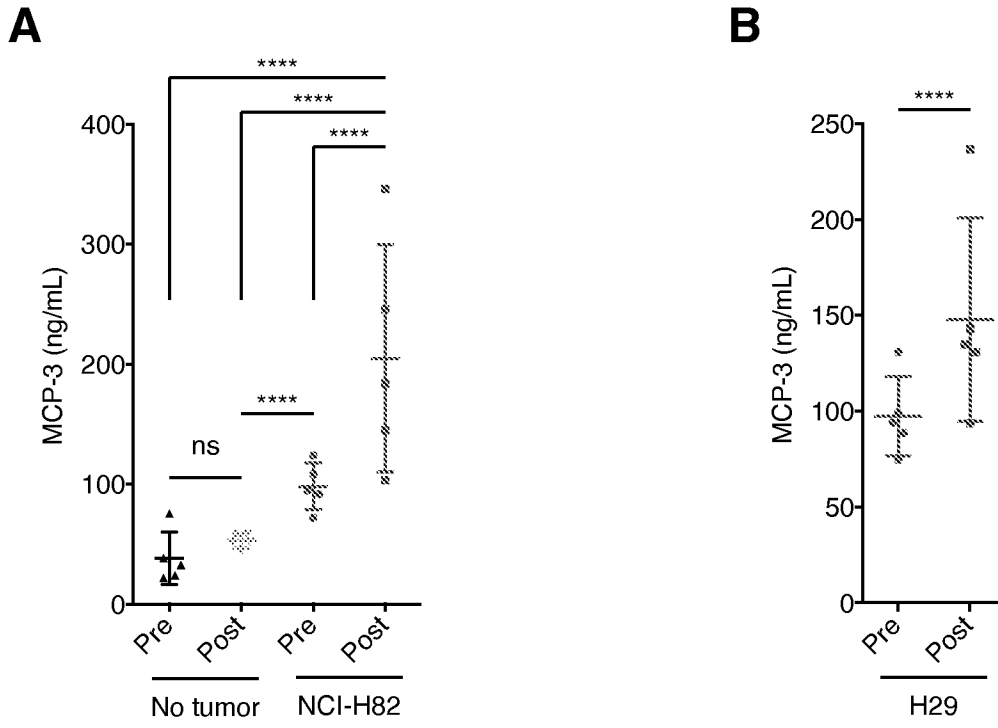 A
B
****
****
****
****
ns
MCP-3 (ng/mL)
400
300
200
100
0
Pre
Post
Pre
Post
No tumor
NCI-H82
****
MCP-3 (ng/mL)
250
200
150
100
50
0
Pre
Post
H29